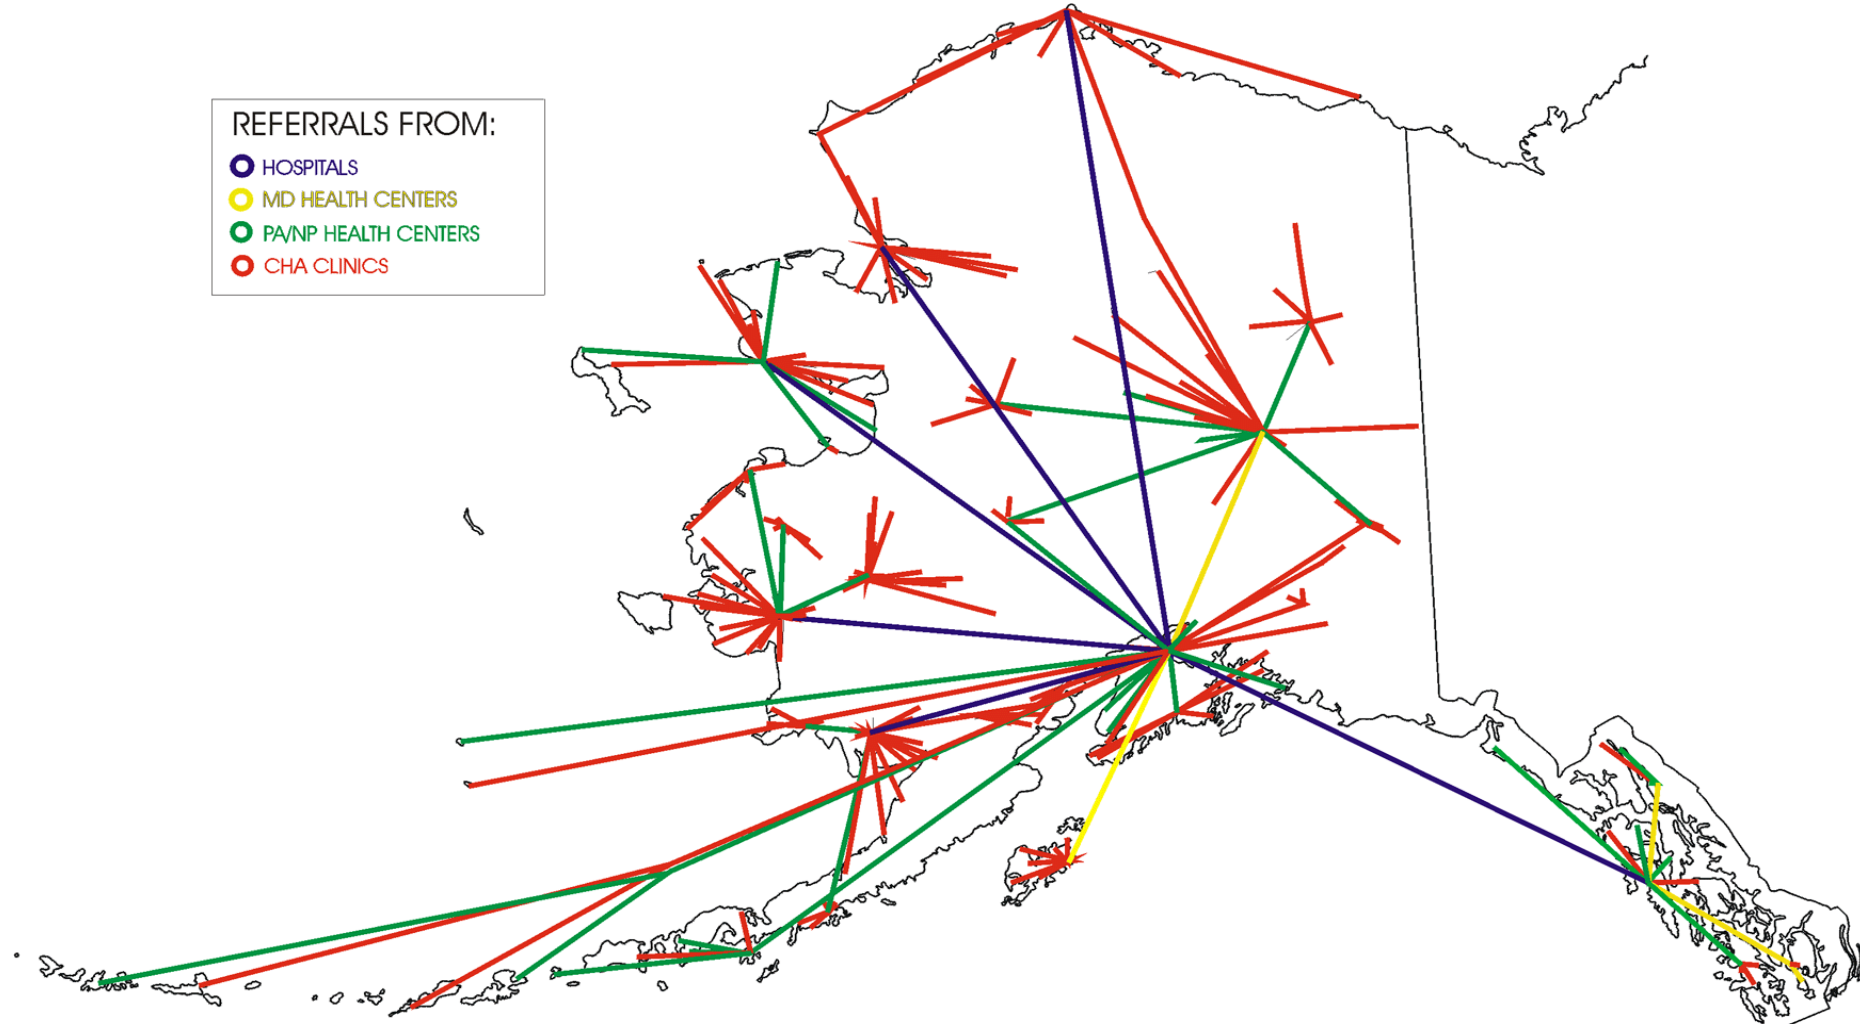 REFERRALS FROM:
HOSPITALS
MD HEALTH CENTERS
PA/NP HEALTH CENTERS
CHA CLINICS